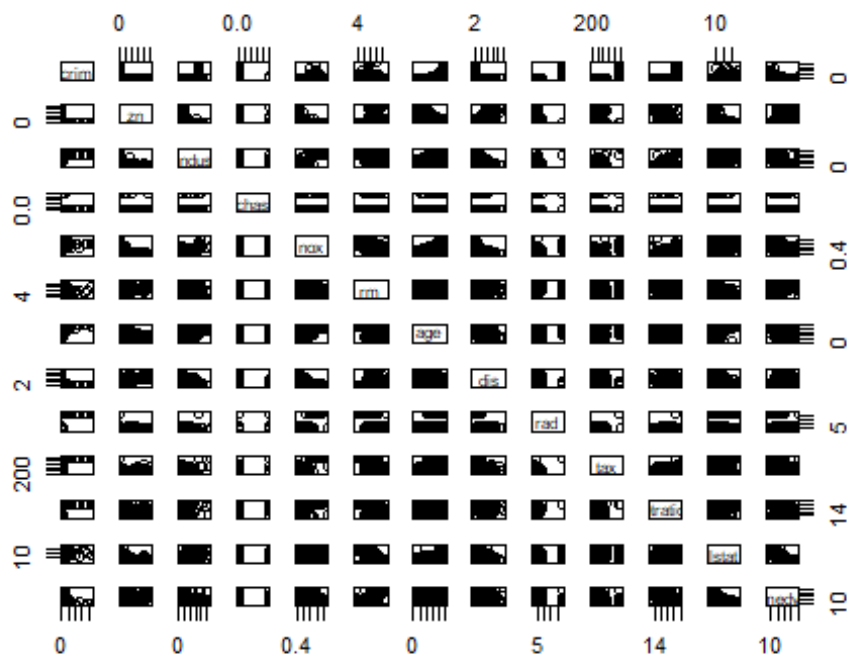 0 0.0 4 2 200 10
crim 0
0 zn
indus 0
0.0 chas
nox 0.4
4 rm
age 0
2 dis
rad 5
200 tax
ptratio 14
10 lstat
medv 10
0 0 0.4 0 5 14 10